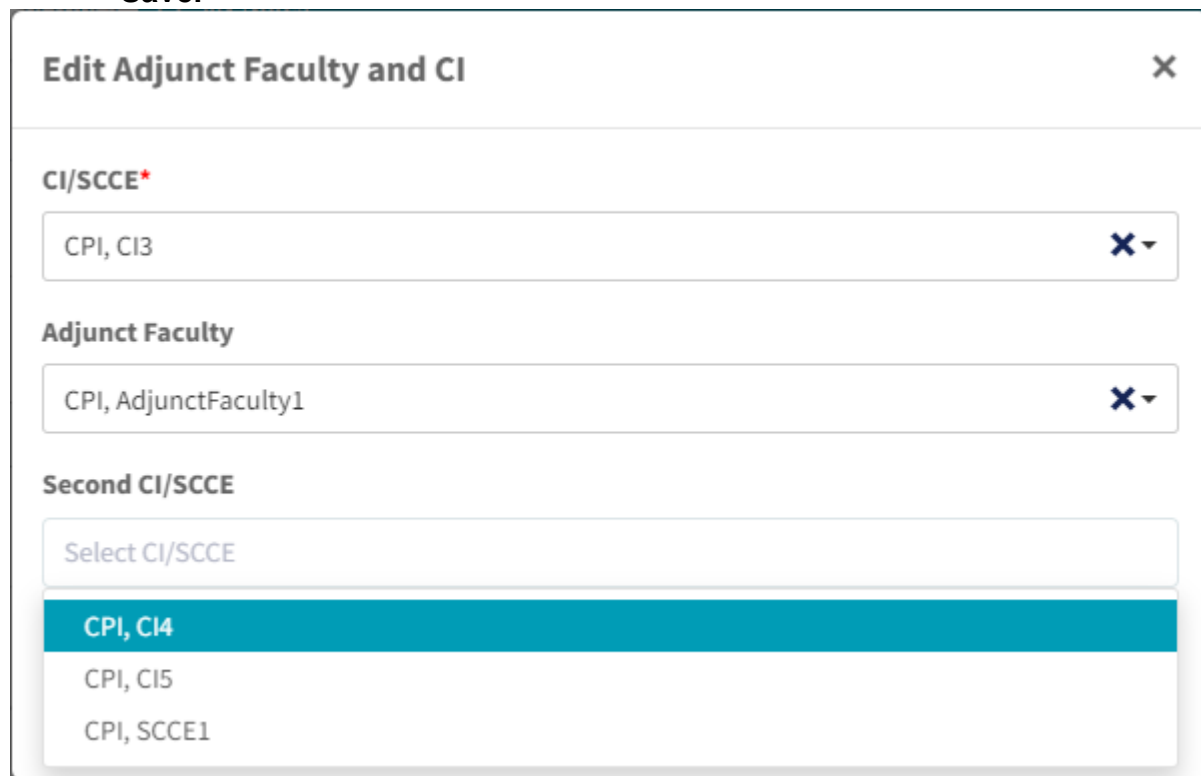 Save.
Edit Adjunct Faculty and CI
CI/SCCE*
CPI, CI3
Adjunct Faculty
CPI, AdjunctFaculty1
Second CI/SCCE
Select CI/SCCE
CPI, CI4
CPI, CI5
CPI, SCCE1